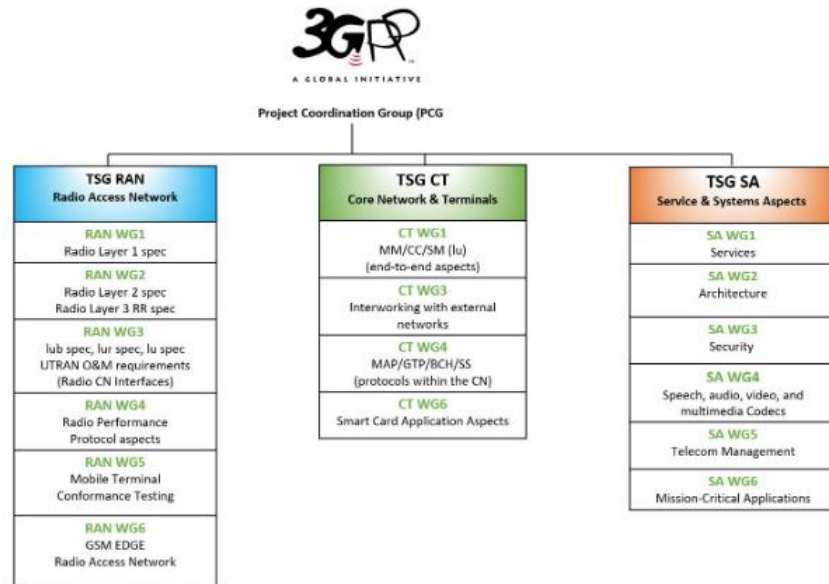 3GPP
TM
A GLOBAL INITIATIVE
Project Coordination Group (PCG
TSG RAN
Radio Access Network
RAN WG1
Radio Layer 1 spec
RAN WG2
Radio Layer 2 spec
Radio Layer 3 RR spec
RAN WG3
lub spec, lur spec, lu spec
UTRAN O&M requirements
(Radio CN Interfaces)
RAN WG4
Radio Performance
Protocol aspects
RAN WG5
Mobile Terminal
Conformance Testing
RAN WG6
GSM EDGE
Radio Access Network
TSG CT
Core Network & Terminals
CT WG1
MM/CC/SM (lu)
(end-to-end aspects)
CT WG3
Interworking with external
networks
CT WG4
MAP/GTP/BCH/SS
(protocols within the CN)
CT WG6
Smart Card Application Aspects
TSG SA
Service & Systems Aspects
SA WG1
Services
SA WG2
Architecture
SA WG3
Security
SA WG4
Speech, audio, video, and
multimedia Codecs
SA WG5
Telecom Management
SA WG6
Mission-Critical Applications